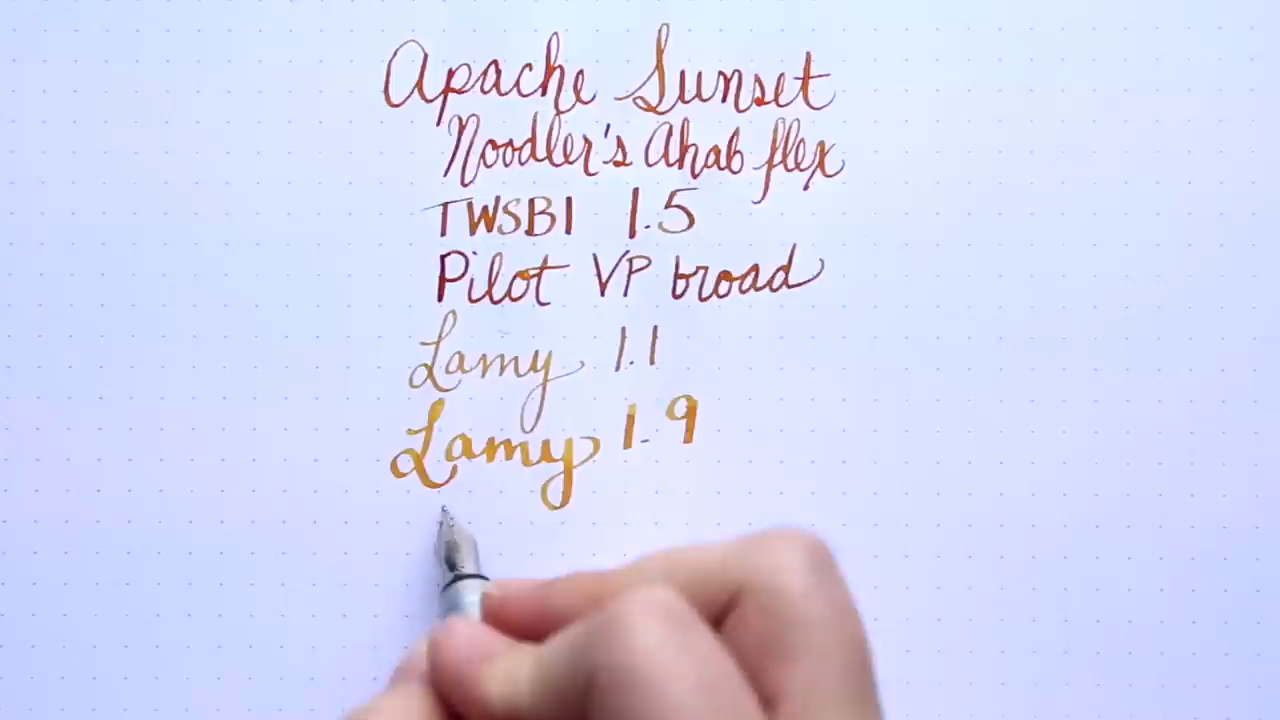 Apache Sunset
Noodler's Ahab flex
TWSBI 1.5
Pilot VP broad
Lamy 1.1
Lamy 1.9